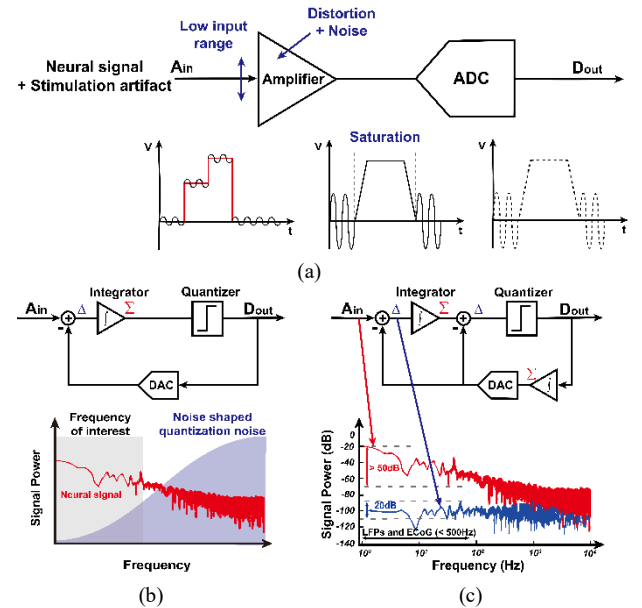 Distortion
+ Noise
Low input
range
Neural signal
+ Stimulation artifact
Ain
Amplifier
ADC
Dout
V
t
Saturation
V
t
V
t
(a)
Ain
Δ
Integrator
∫
Σ
Quantizer
Dout
-
DAC
Frequency
of interest
Noise shaped
quantization noise
Neural signal
Signal Power
Frequency
(b)
Ain
Δ
Integrator
∫
Σ
Δ
Quantizer
Dout
-
-
DAC
Σ
∫
Signal Power (dB)
0
-20
-40
-60
-80
-100
-120
-140
> 50dB
20dB
LFPs and ECoG (< 500Hz)
10⁰
10¹
10²
10³
10⁴
Frequency (Hz)
(c)